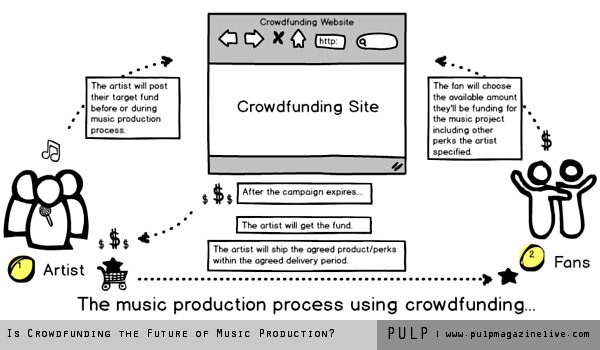 Crowdfunding Website
http:
Crowdfunding Site
The artist will post
their target fund
before or during
music production
process.
The fan will choose
the available amount
they'll be funding for
the music project
including other
perks the artist
specified.
$
$ $ $
After the campaign expires...
The artist will get the fund.
The artist will ship the agreed product/perks
within the agreed delivery period.
$ $ $
1
Artist
2
Fans
The music production process using crowdfunding...
Is Crowdfunding the Future of Music Production?
PULP | www.pulpmagazinelive.com